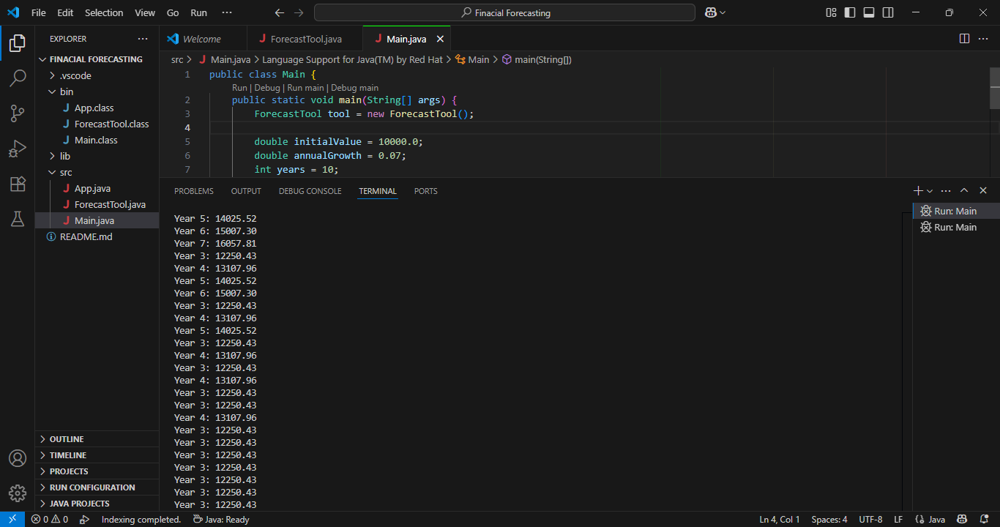 File Edit Selection View Go Run ··· Finacial Forecasting
EXPLORER ···
FINACIAL FORECASTING
.vscode
bin
App.class
ForecastTool.class
Main.class
lib
src
App.java
ForecastTool.java
Main.java
README.md
OUTLINE
TIMELINE
PROJECTS
RUN CONFIGURATION
JAVA PROJECTS
Welcome ForecastTool.java Main.java
src > Main.java > Language Support for Java(TM) by Red Hat > Main > main(String[])
1 public class Main {
Run | Debug | Run main | Debug main
2 public static void main(String[] args) {
3 ForecastTool tool = new ForecastTool();
4
5 double initialValue = 10000.0;
6 double annualGrowth = 0.07;
7 int years = 10;
PROBLEMS OUTPUT DEBUG CONSOLE TERMINAL PORTS
Year 5: 14025.52
Year 6: 15007.30
Year 7: 16057.81
Year 3: 12250.43
Year 4: 13107.96
Year 5: 14025.52
Year 6: 15007.30
Year 3: 12250.43
Year 4: 13107.96
Year 5: 14025.52
Year 3: 12250.43
Year 4: 13107.96
Year 3: 12250.43
Year 4: 13107.96
Year 3: 12250.43
Year 3: 12250.43
Year 4: 13107.96
Year 3: 12250.43
Year 3: 12250.43
Year 3: 12250.43
Year 3: 12250.43
Year 3: 12250.43
Year 3: 12250.43
Year 3: 12250.43
Run: Main
Run: Main
0 0 Indexing completed. Java: Ready Ln 4, Col 1 Spaces: 4 UTF-8 LF {} Java